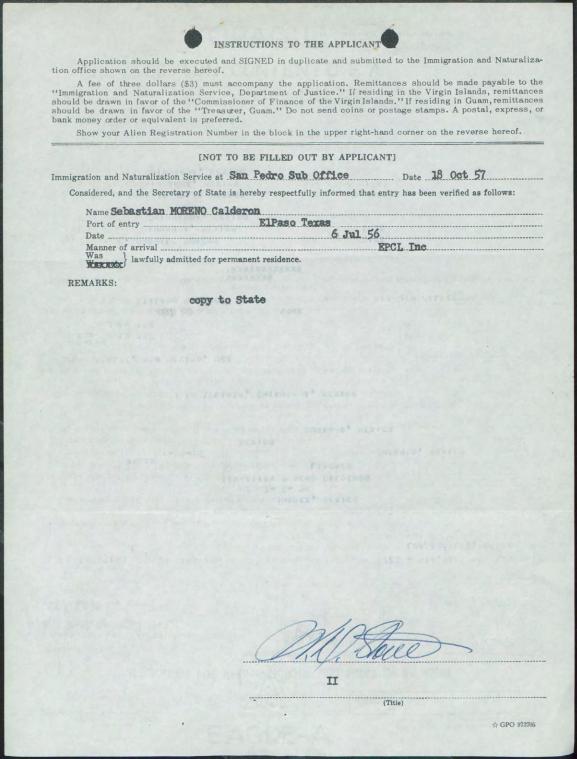 INSTRUCTIONS TO THE APPLICANT
Application should be executed and SIGNED in duplicate and submitted to the Immigration and Naturaliza-
tion office shown on the reverse hereof.
A fee of three dollars ($3) must accompany the application. Remittances should be made payable to the
"Immigration and Naturalization Service, Department of Justice." If residing in the Virgin Islands, remittances
should be drawn in favor of the "Commissioner of Finance of the Virgin Islands." If residing in Guam, remittances
should be drawn in favor of the "Treasurer, Guam." Do not send coins or postage stamps. A postal, express, or
bank money order or equivalent is preferred.
Show your Alien Registration Number in the block in the upper right-hand corner on the reverse hereof.
[NOT TO BE FILLED OUT BY APPLICANT]
Immigration and Naturalization Service at San Pedro Sub Office Date 18 Oct 57
Considered, and the Secretary of State is hereby respectfully informed that entry has been verified as follows:
Name Sebastian MORENO Calderon
Port of entry ElPaso Texas
Date 6 Jul 56
Manner of arrival EPCL Inc
Was
} lawfully admitted for permanent residence.
REMARKS:
copy to State
II
(Title)
☆ GPO